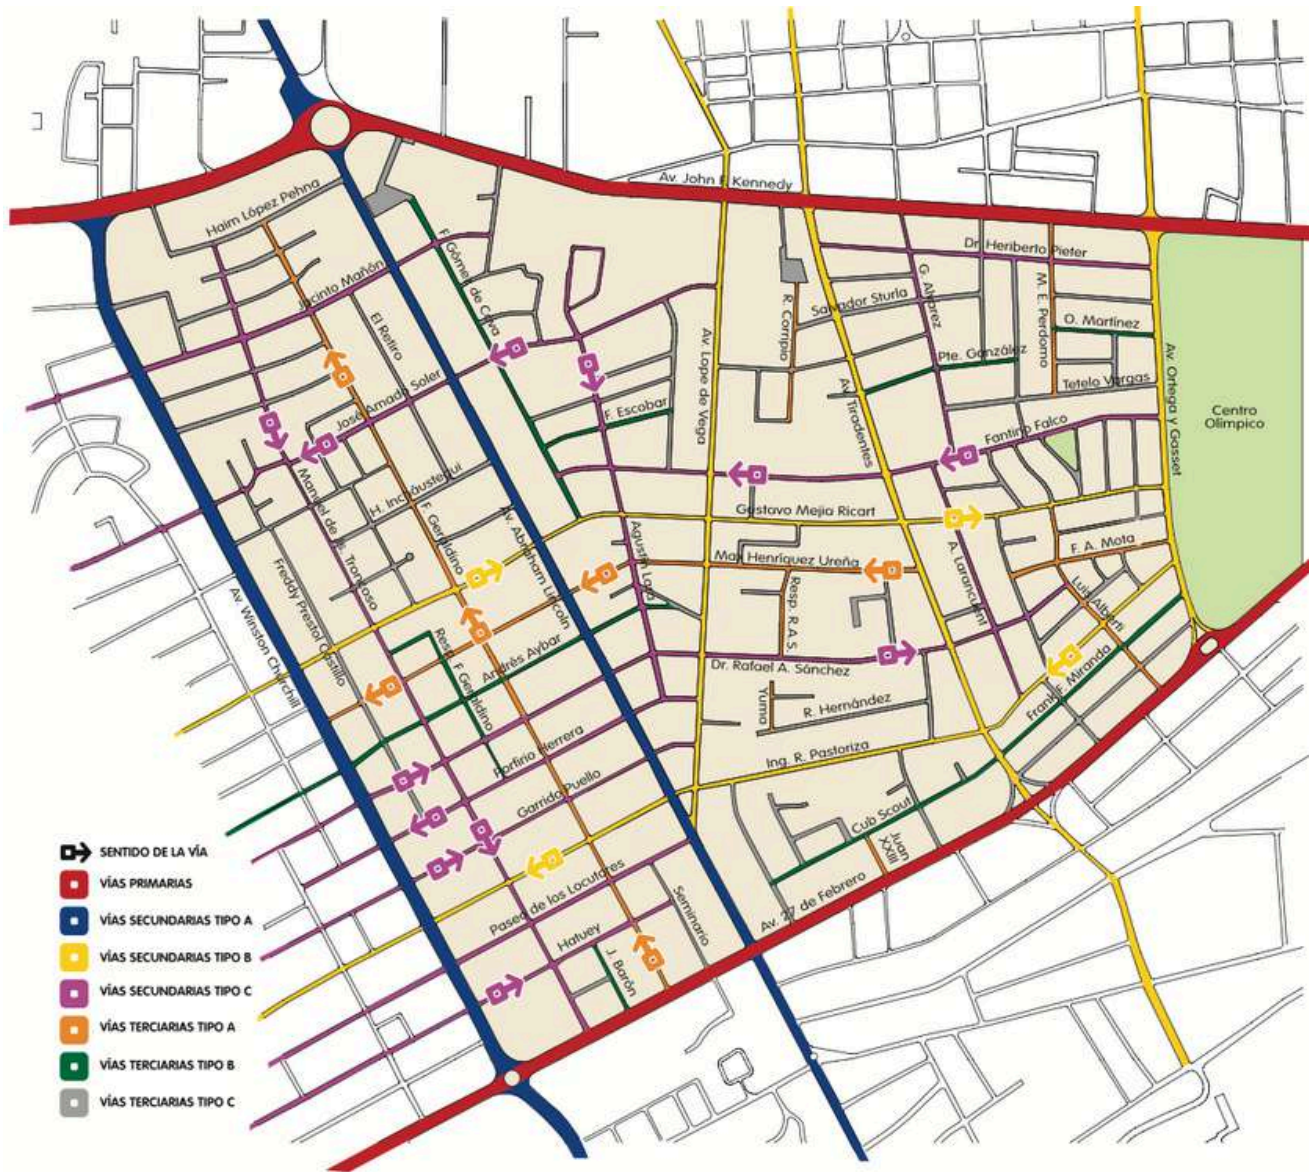 Av. John F. Kennedy
Haim López Pehna
F. Gómez de Cava
Jacinto Mañón
El Retiro
Dr. Heriberto Pieter
G. Alvarez
M. E. Perdomo
R. Corripio
Salvador Sturla
O. Martínez
Pte. González
Tetelo Vargas
Av. Lope de Vega
Av. Tiradentes
Av. Ortega y Gasset
Centro
Olímpico
José Amado Soler
F. Escobar
Fantino Falco
H. Incháustegui
Manuel de Js. Troncoso
F. Geraldino
Av. Abraham Lincoln
Gustavo Mejia Ricart
Agustín Lara
Max Henríquez Ureña
F. A. Mota
A. Larancuent
Luis Alberti
Resp. R.A.S.
Freddy Prestol Castillo
Av. Winston Churchill
Resp. F. Geraldino
Andrés Aybar
Dr. Rafael A. Sánchez
Frank F. Miranda
Yuma
R. Hernández
Porfirio Herrera
Ing. R. Pastoriza
Garrido Puello
Cub Scout
Juan
XXIII
Paseo de los Locutores
Seminario
Av. 27 de Febrero
Hatuey
J. Barón
SENTIDO DE LA VÍA
VÍAS PRIMARIAS
VÍAS SECUNDARIAS TIPO A
VÍAS SECUNDARIAS TIPO B
VÍAS SECUNDARIAS TIPO C
VÍAS TERCIARIAS TIPO A
VÍAS TERCIARIAS TIPO B
VÍAS TERCIARIAS TIPO C